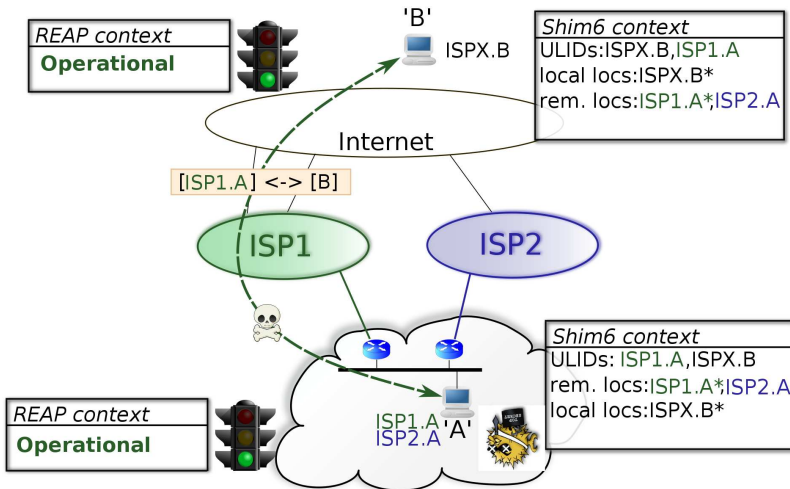 REAP context
Operational
'B'
ISPX.B
Shim6 context
ULIDs:ISPX.B,ISP1.A
local locs:ISPX.B*
rem. locs:ISP1.A*,ISP2.A
Internet
[ISP1.A] <-> [B]
ISP1
ISP2
Shim6 context
ULIDs: ISP1.A,ISPX.B
rem. locs:ISP1.A*,ISP2.A
local locs:ISPX.B*
REAP context
Operational
ISP1.A
ISP2.A
'A'